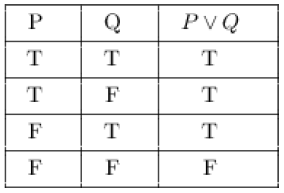 P Q P ∨ Q
T T T
T F T
F T T
F F F